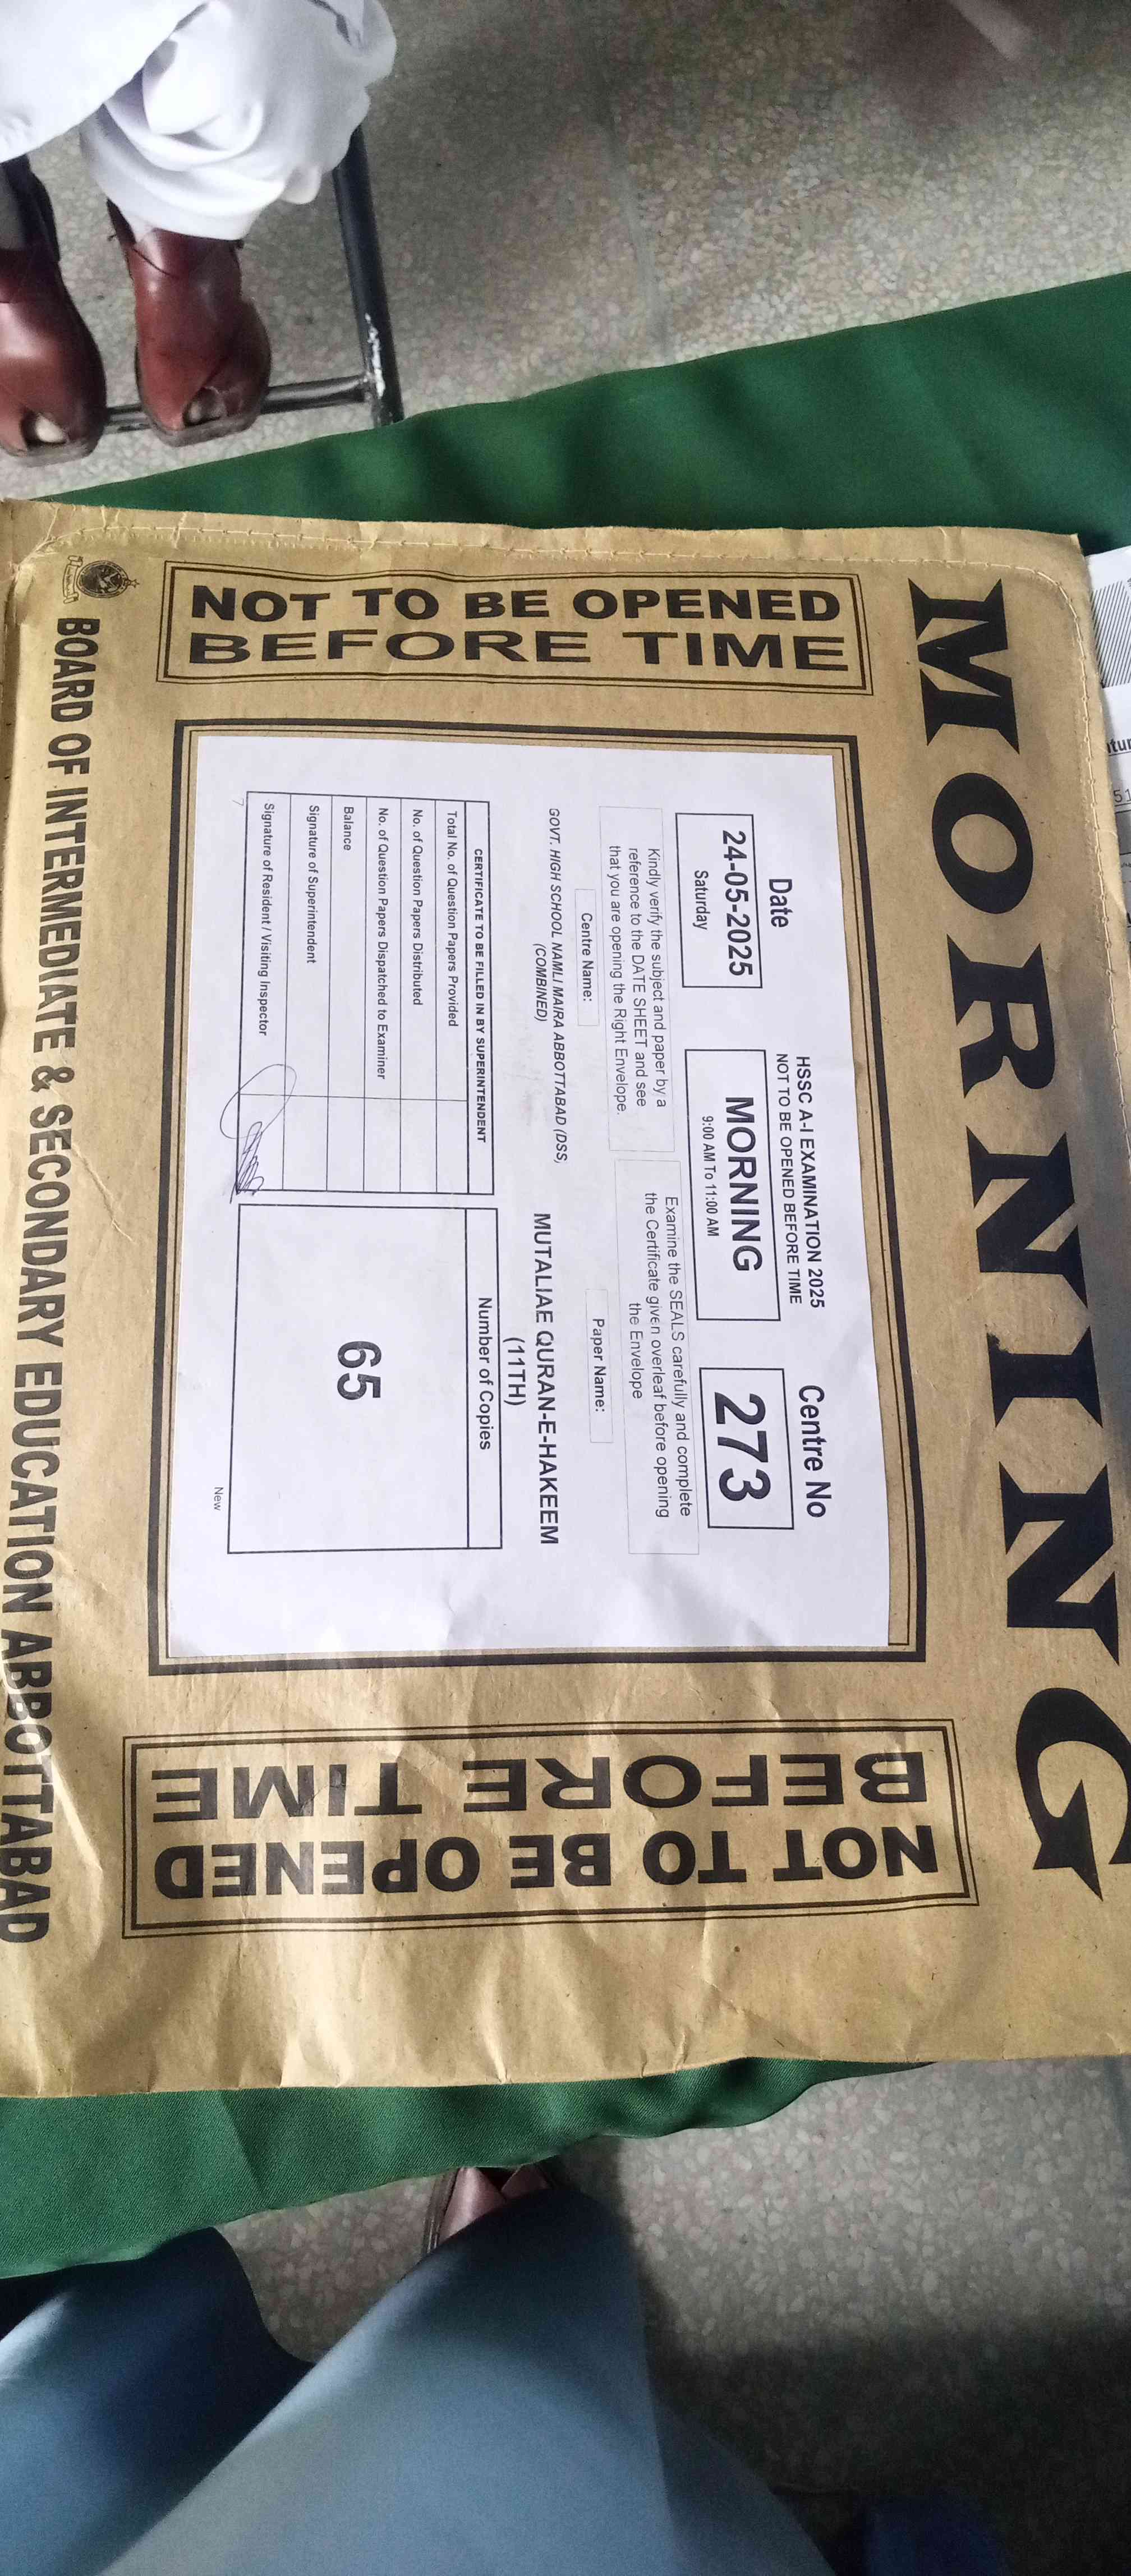 MORNING
NOT TO BE OPENED
BEFORE TIME
Date
24-05-2025
Saturday
HSSC A-I EXAMINATION 2025
NOT TO BE OPENED BEFORE TIME
MORNING
9:00 AM To 11:00 AM
Centre No
273
Kindly verify the subject and paper by a
reference to the DATE SHEET and see
that you are opening the Right Envelope.
Examine the SEALS carefully and complete
the Certificate given overleaf before opening
the Envelope
Centre Name:
GOVT. HIGH SCHOOL NAMLI MAIRA ABBOTTABAD (DSS,
(COMBINED)
Paper Name:
MUTALIAE QURAN-E-HAKEEM
(11TH)
CERTIFICATE TO BE FILLED IN BY SUPERINTENDENT
Total No. of Question Papers Provided
No. of Question Papers Distributed
No. of Question Papers Dispatched to Examiner
Balance
Signature of Superintendent
Signature of Resident / Visiting Inspector
Number of Copies
65
New
NOT TO BE OPENED
BEFORE TIME
BOARD OF INTERMEDIATE & SECONDARY EDUCATION ABBOTTABAD